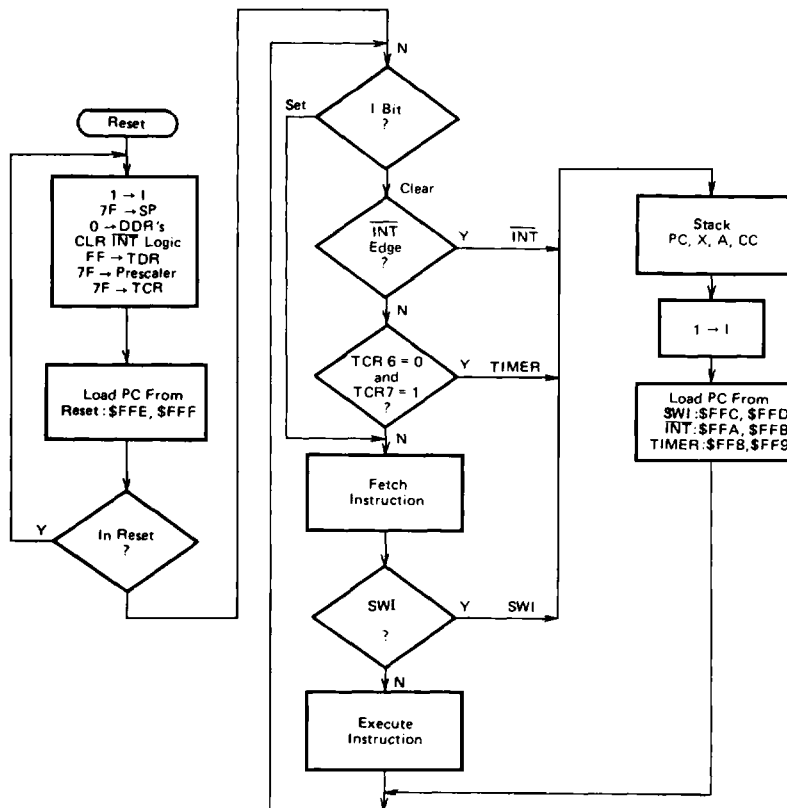 Reset
1 → I
7F → SP
0 → DDR's
CLR INT Logic
FF → TDR
7F → Prescaler
7F → TCR
Load PC From
Reset:$FFE, $FFF
In Reset
?
Y
N
I Bit
?
Set
Clear
INT
Edge
?
Y
INT
N
TCR 6 = 0
and
TCR7 = 1
?
Y
TIMER
N
Fetch
Instruction
SWI
?
Y
SWI
N
Execute
Instruction
Stack
PC, X, A, CC
1 → I
Load PC From
SWI:$FFC, $FFD
INT:$FFA, $FFB
TIMER:$FF8,$FF9